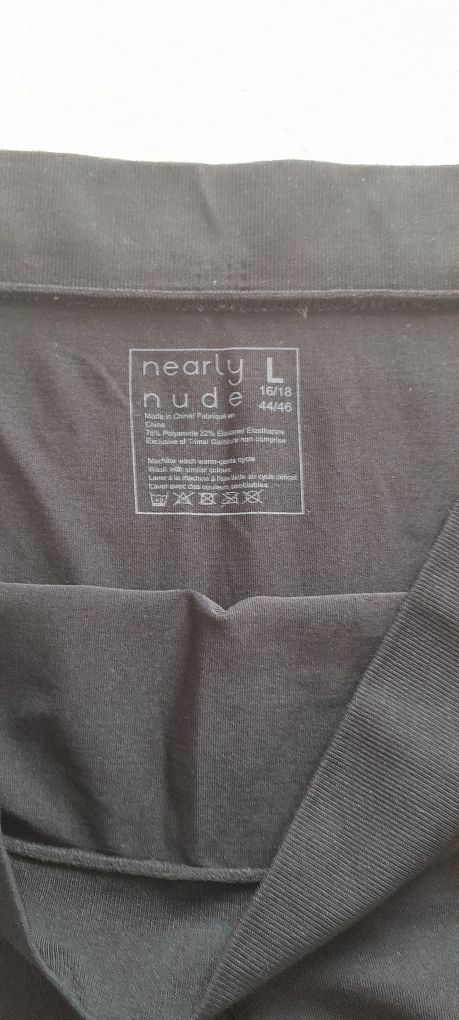 nearly L
nude 16/18
44/46
Made in China/ Fabriqué en
Chine
78% Polyamide 22% Elastane/ Elasthanne
Exclusive of Trims/ Garniture non comprise
Machine wash warm-gentle cycle
Wash with similar colours
Laver à la machine à l'eau tiède air cycle délicat
Laver avec des couleurs semblables
40